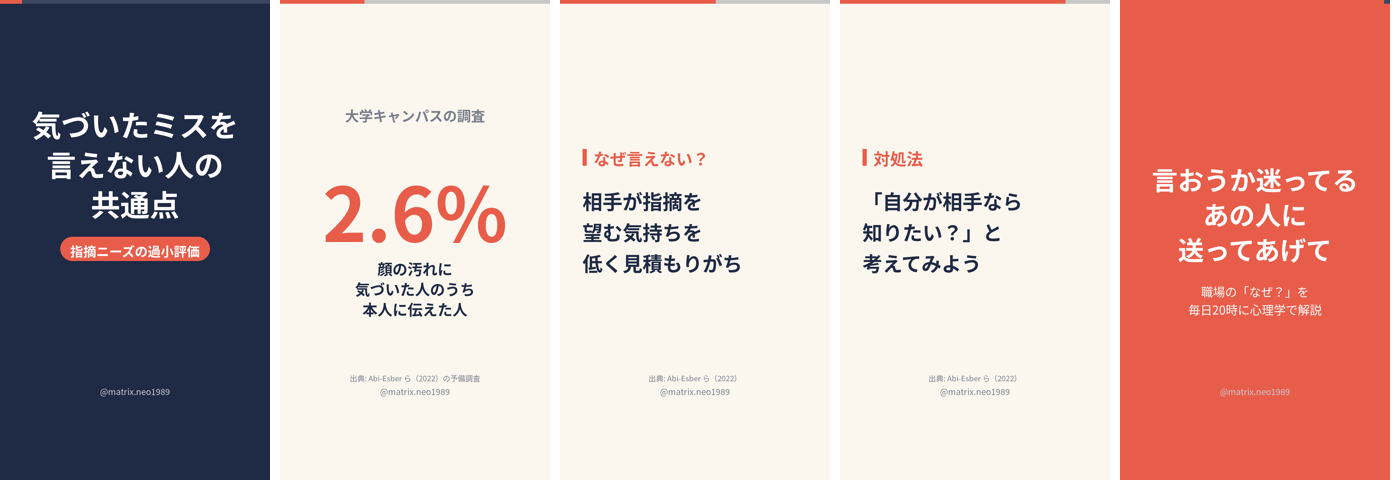 気づいたミスを
言えない人の
共通点
指摘ニーズの過小評価
@matrix.neo1989
大学キャンパスの調査
2.6%
顔の汚れに
気づいた人のうち
本人に伝えた人
出典: Abi-Esber ら（2022）の予備調査
@matrix.neo1989
なぜ言えない？
相手が指摘を
望む気持ちを
低く見積もりがち
出典: Abi-Esber ら（2022）
@matrix.neo1989
対処法
「自分が相手なら
知りたい？」と
考えてみよう
出典: Abi-Esber ら（2022）
@matrix.neo1989
言おうか迷ってる
あの人に
送ってあげて
職場の「なぜ？」を
毎日20時に心理学で解説
@matrix.neo1989